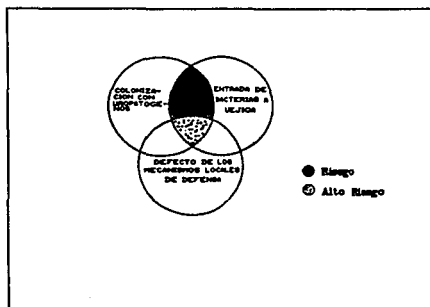 COLONIZA-
CION CON
UROPATOGE-
NOS
ENTRADA DE
BACTERIAS A
VEJIGA
DEFECTO DE LOS
MECANISMOS LOCALES
DE DEFENSA
Riesgo
Alto Riesgo